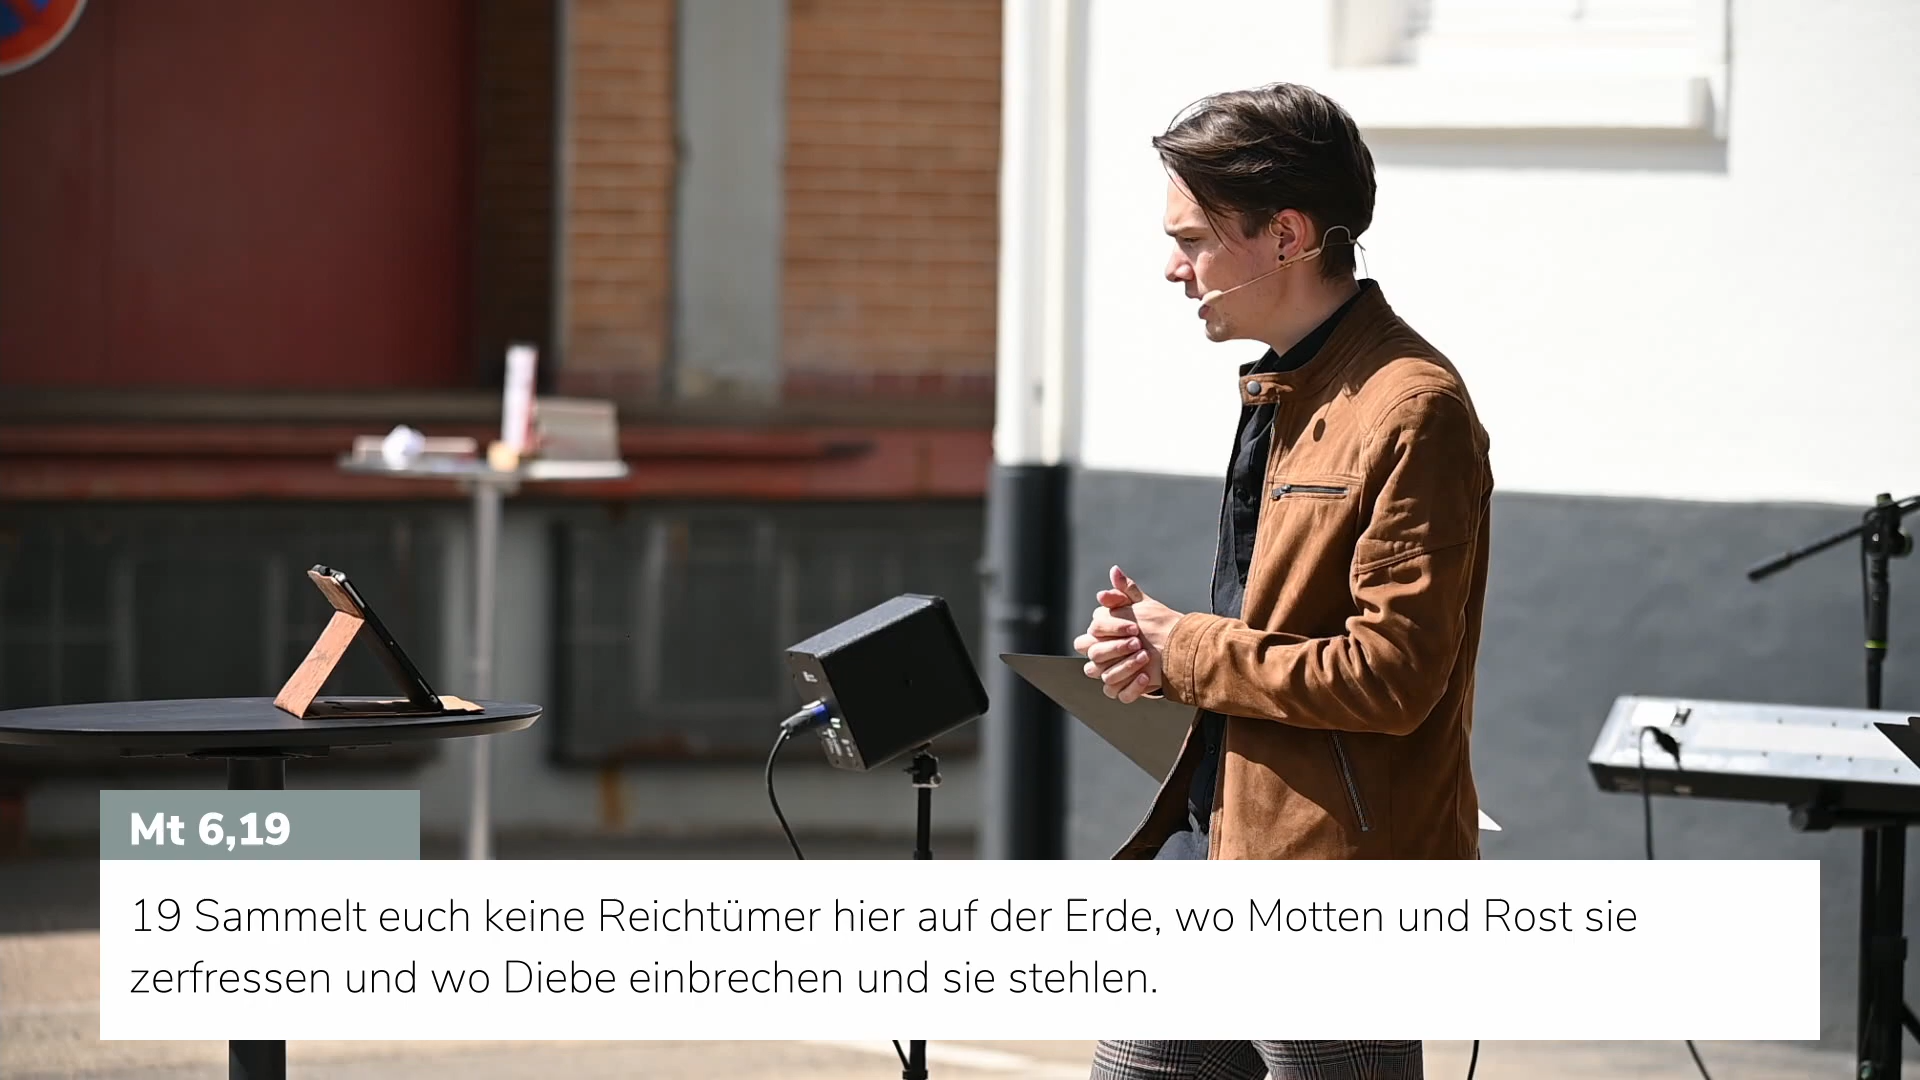 Mt 6,19
19 Sammelt euch keine Reichtümer hier auf der Erde, wo Motten und Rost sie
zerfressen und wo Diebe einbrechen und sie stehlen.